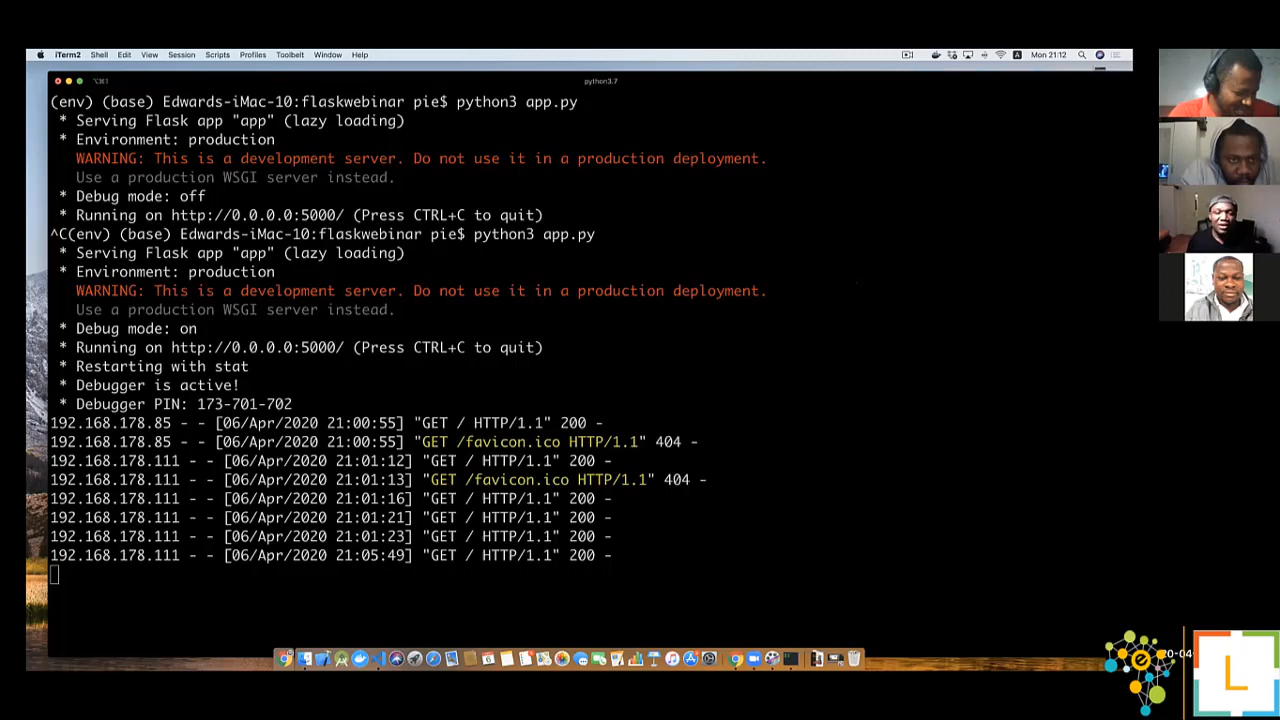 iTerm2 Shell Edit View Session Scripts Profiles Toolbelt Window Help
A Mon 21:12
⌥⌘1 python3.7
(env) (base) Edwards-iMac-10:flaskwebinar pie$ python3 app.py
* Serving Flask app "app" (lazy loading)
* Environment: production
WARNING: This is a development server. Do not use it in a production deployment.
Use a production WSGI server instead.
* Debug mode: off
* Running on http://0.0.0.0:5000/ (Press CTRL+C to quit)
^C(env) (base) Edwards-iMac-10:flaskwebinar pie$ python3 app.py
* Serving Flask app "app" (lazy loading)
* Environment: production
WARNING: This is a development server. Do not use it in a production deployment.
Use a production WSGI server instead.
* Debug mode: on
* Running on http://0.0.0.0:5000/ (Press CTRL+C to quit)
* Restarting with stat
* Debugger is active!
* Debugger PIN: 173-701-702
192.168.178.85 - - [06/Apr/2020 21:00:55] "GET / HTTP/1.1" 200 -
192.168.178.85 - - [06/Apr/2020 21:00:55] "GET /favicon.ico HTTP/1.1" 404 -
192.168.178.111 - - [06/Apr/2020 21:01:12] "GET / HTTP/1.1" 200 -
192.168.178.111 - - [06/Apr/2020 21:01:13] "GET /favicon.ico HTTP/1.1" 404 -
192.168.178.111 - - [06/Apr/2020 21:01:16] "GET / HTTP/1.1" 200 -
192.168.178.111 - - [06/Apr/2020 21:01:21] "GET / HTTP/1.1" 200 -
192.168.178.111 - - [06/Apr/2020 21:01:23] "GET / HTTP/1.1" 200 -
192.168.178.111 - - [06/Apr/2020 21:05:49] "GET / HTTP/1.1" 200 -
L